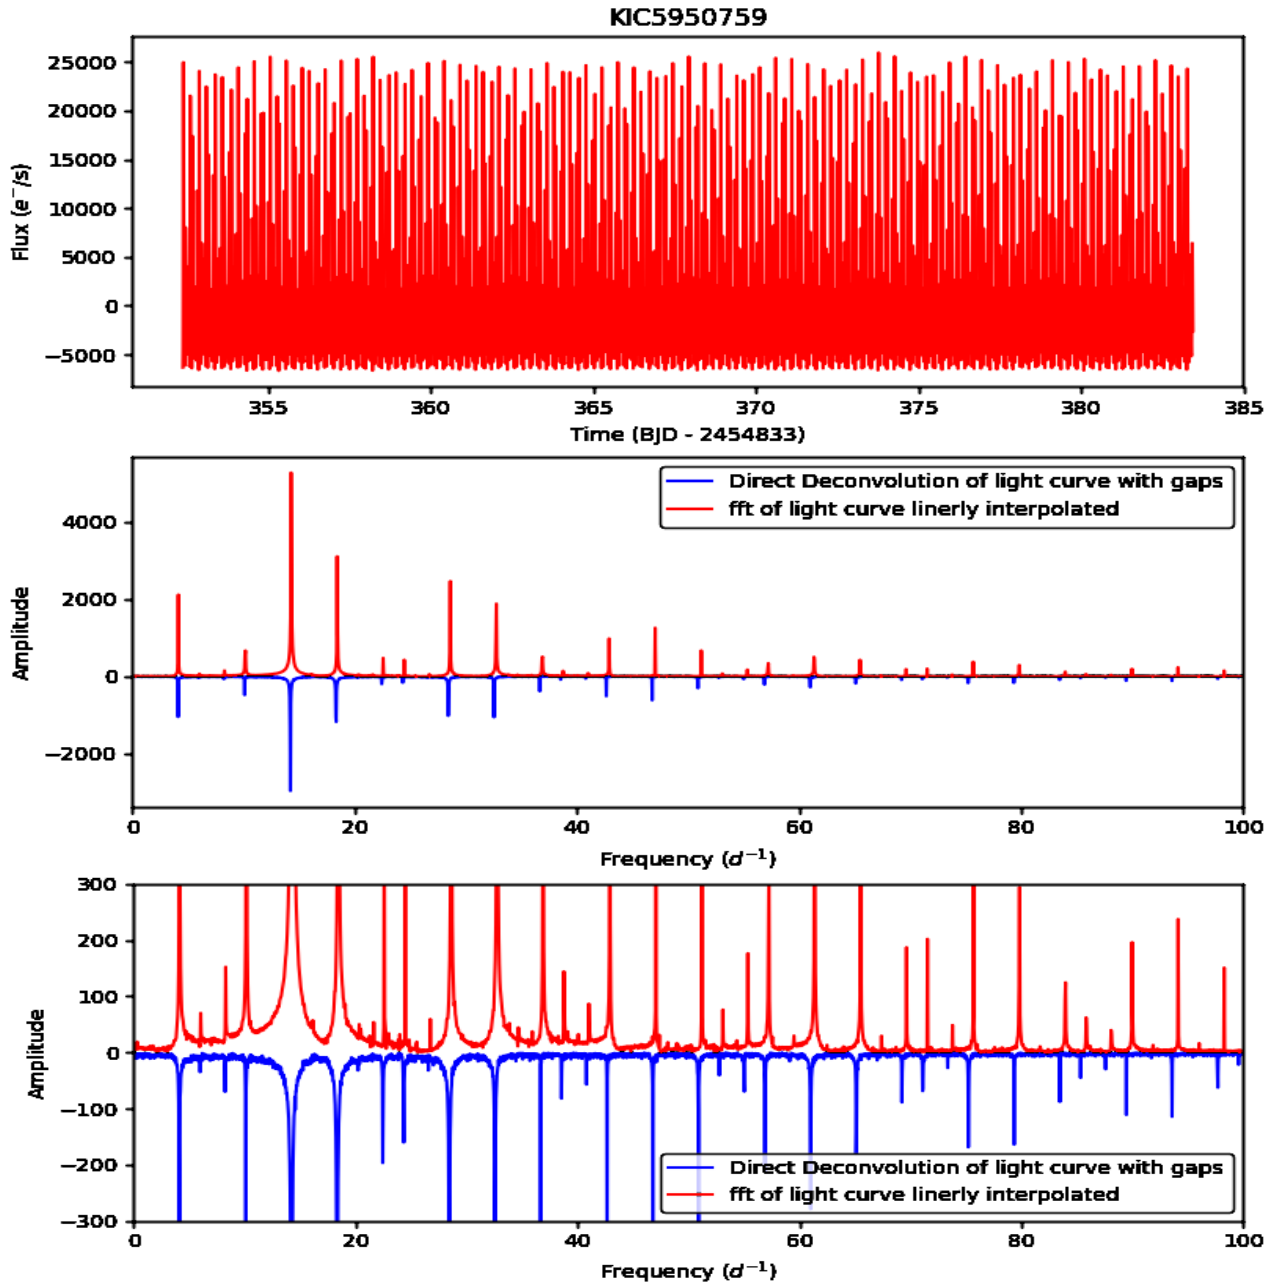 KIC5950759
25000
20000
15000
10000
5000
0
−5000
Flux (e⁻/s)
355 360 365 370 375 380 385
Time (BJD - 2454833)
Direct Deconvolution of light curve with gaps
fft of light curve linerly interpolated
4000
2000
0
−2000
Amplitude
0 20 40 60 80 100
Frequency (d⁻¹)
300
200
100
0
−100
−200
−300
Amplitude
Direct Deconvolution of light curve with gaps
fft of light curve linerly interpolated
0 20 40 60 80 100
Frequency (d⁻¹)